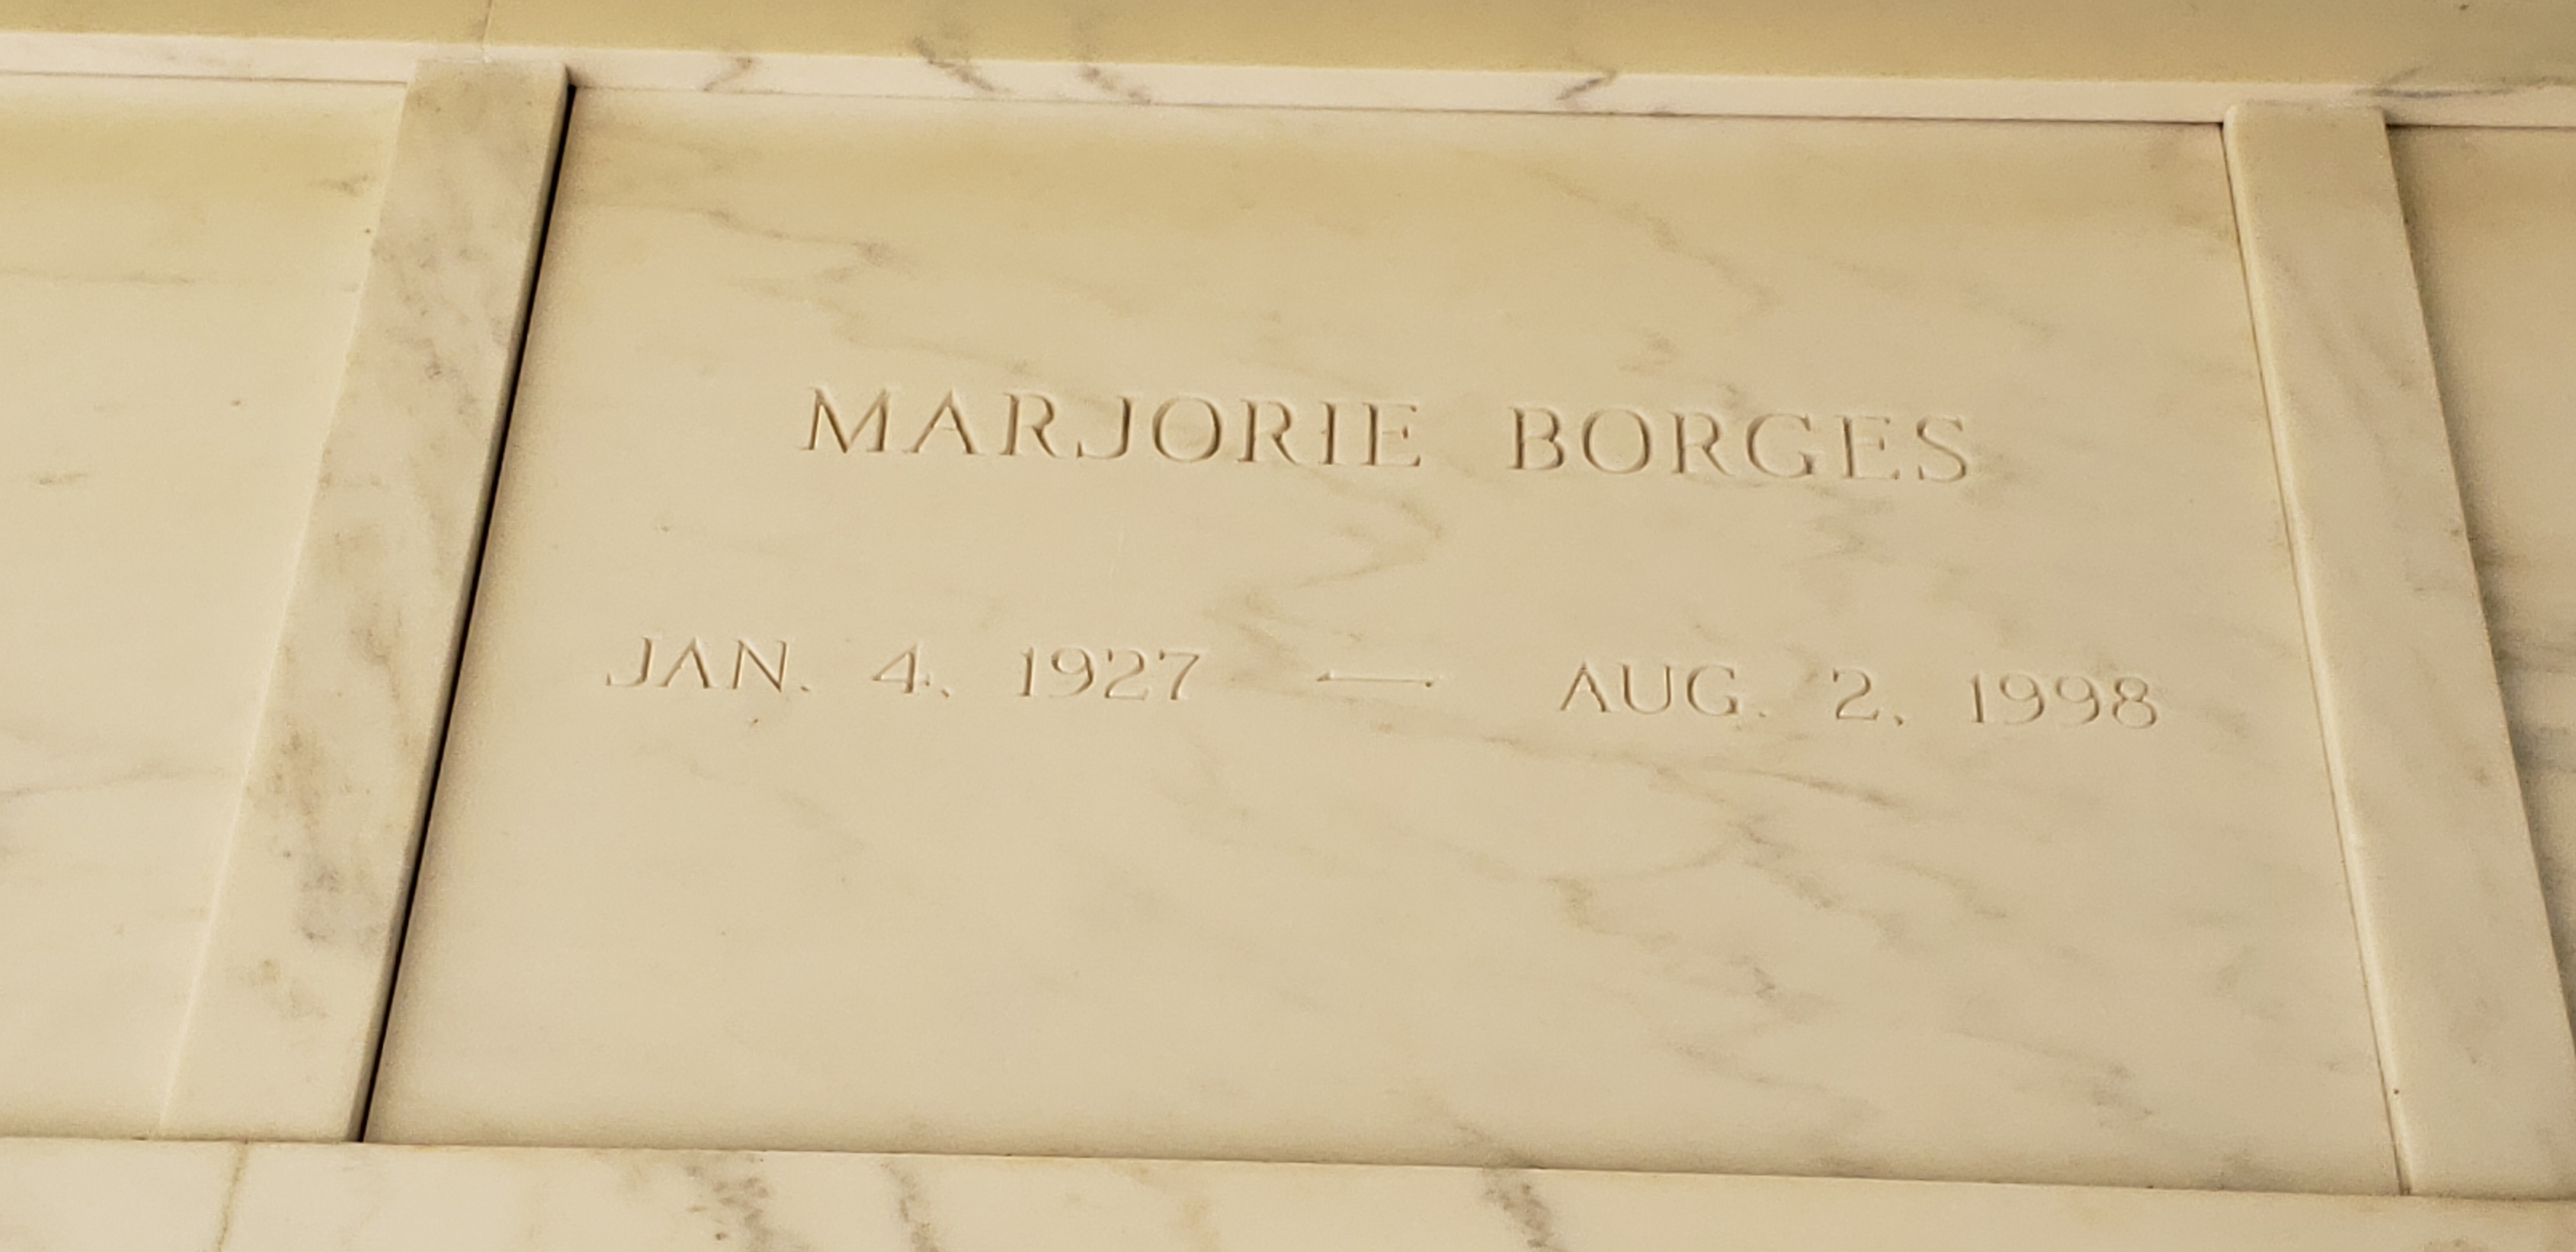 MARJORIE BORGES
JAN. 4, 1927 — AUG. 2, 1998